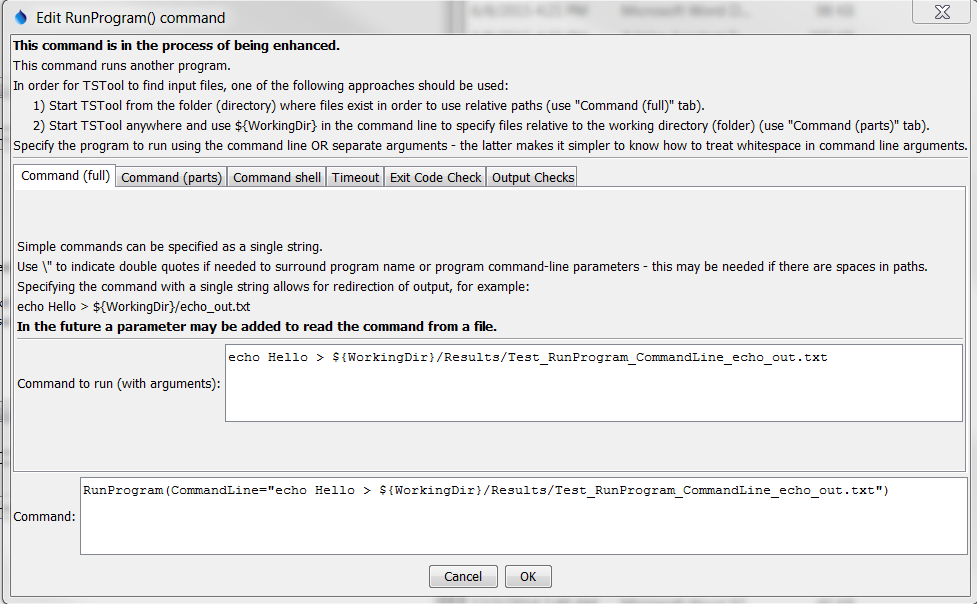 Edit RunProgram() command
This command is in the process of being enhanced.
This command runs another program.
In order for TSTool to find input files, one of the following approaches should be used:
1) Start TSTool from the folder (directory) where files exist in order to use relative paths (use "Command (full)" tab).
2) Start TSTool anywhere and use ${WorkingDir} in the command line to specify files relative to the working directory (folder) (use "Command (parts)" tab).
Specify the program to run using the command line OR separate arguments - the latter makes it simpler to know how to treat whitespace in command line arguments.
Command (full) Command (parts) Command shell Timeout Exit Code Check Output Checks
Simple commands can be specified as a single string.
Use \" to indicate double quotes if needed to surround program name or program command-line parameters - this may be needed if there are spaces in paths.
Specifying the command with a single string allows for redirection of output, for example:
echo Hello > ${WorkingDir}/echo_out.txt
In the future a parameter may be added to read the command from a file.
Command to run (with arguments): echo Hello > ${WorkingDir}/Results/Test_RunProgram_CommandLine_echo_out.txt
Command: RunProgram(CommandLine="echo Hello > ${WorkingDir}/Results/Test_RunProgram_CommandLine_echo_out.txt")
Cancel OK